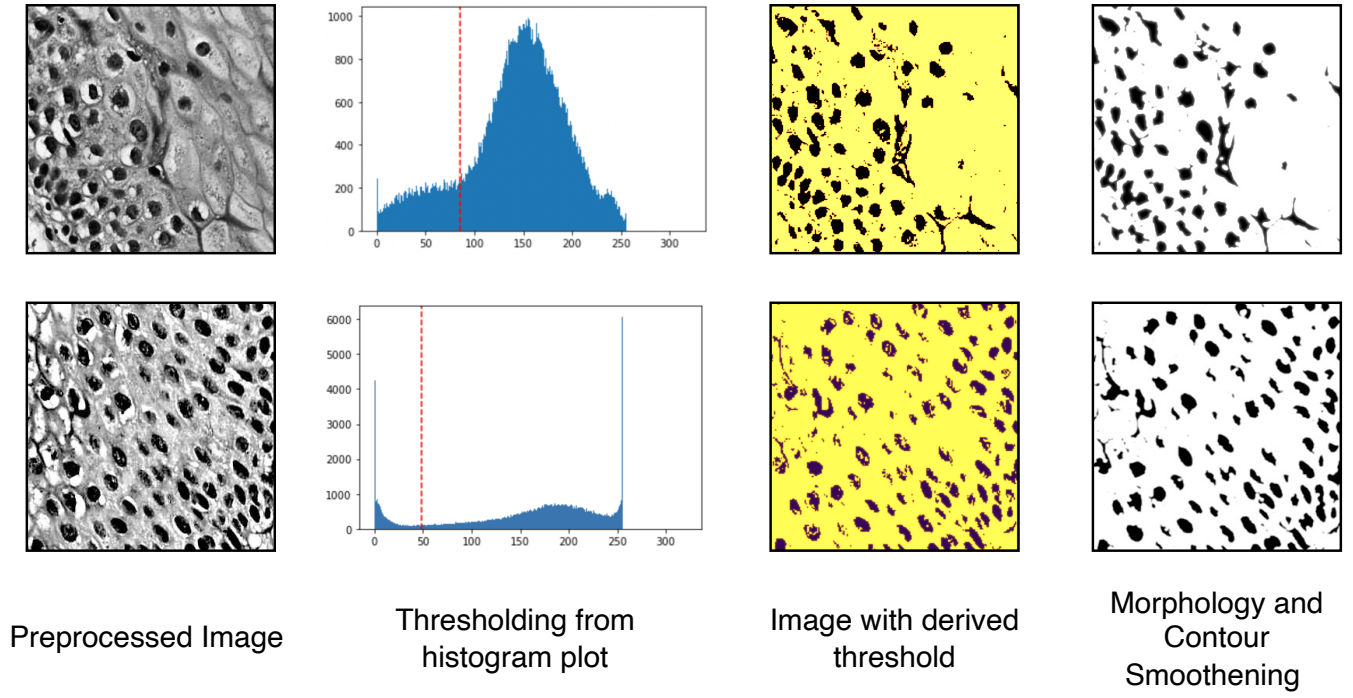 1000
800
600
400
200
0
0 50 100 150 200 250 300
6000
5000
4000
3000
2000
1000
0
0 50 100 150 200 250 300
Preprocessed Image
Thresholding from
histogram plot
Image with derived
threshold
Morphology and
Contour
Smoothening